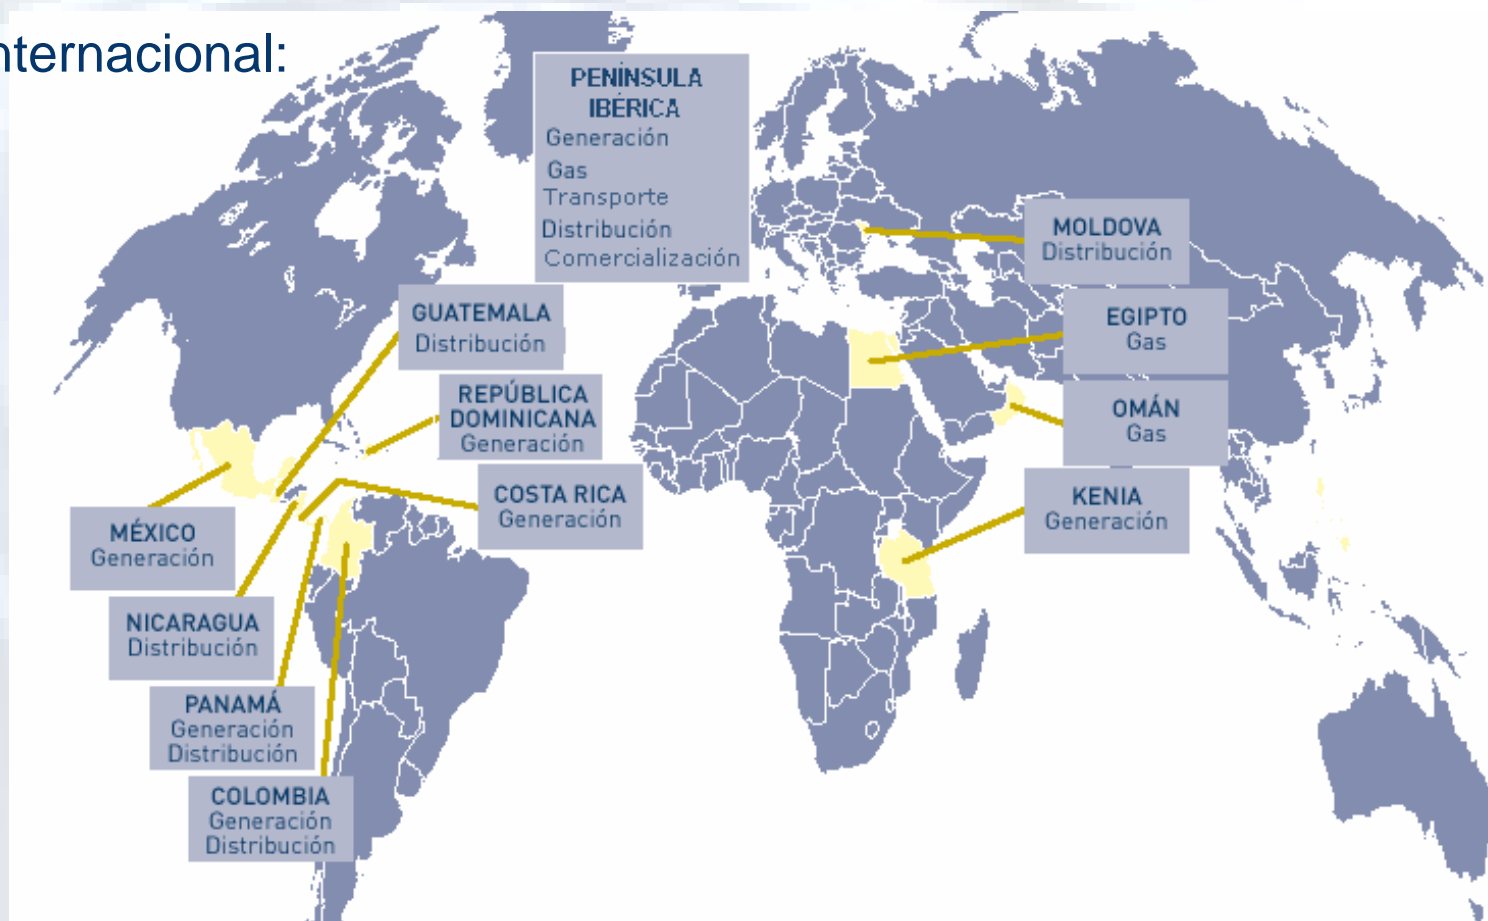 nternacional:
PENÍNSULA
IBÉRICA
Generación
Gas
Transporte
Distribución
Comercialización
MOLDOVA
Distribución
GUATEMALA
Distribución
EGIPTO
Gas
REPÚBLICA
DOMINICANA
Generación
OMÁN
Gas
COSTA RICA
Generación
KENIA
Generación
MÉXICO
Generación
NICARAGUA
Distribución
PANAMÁ
Generación
Distribución
COLOMBIA
Generación
Distribución